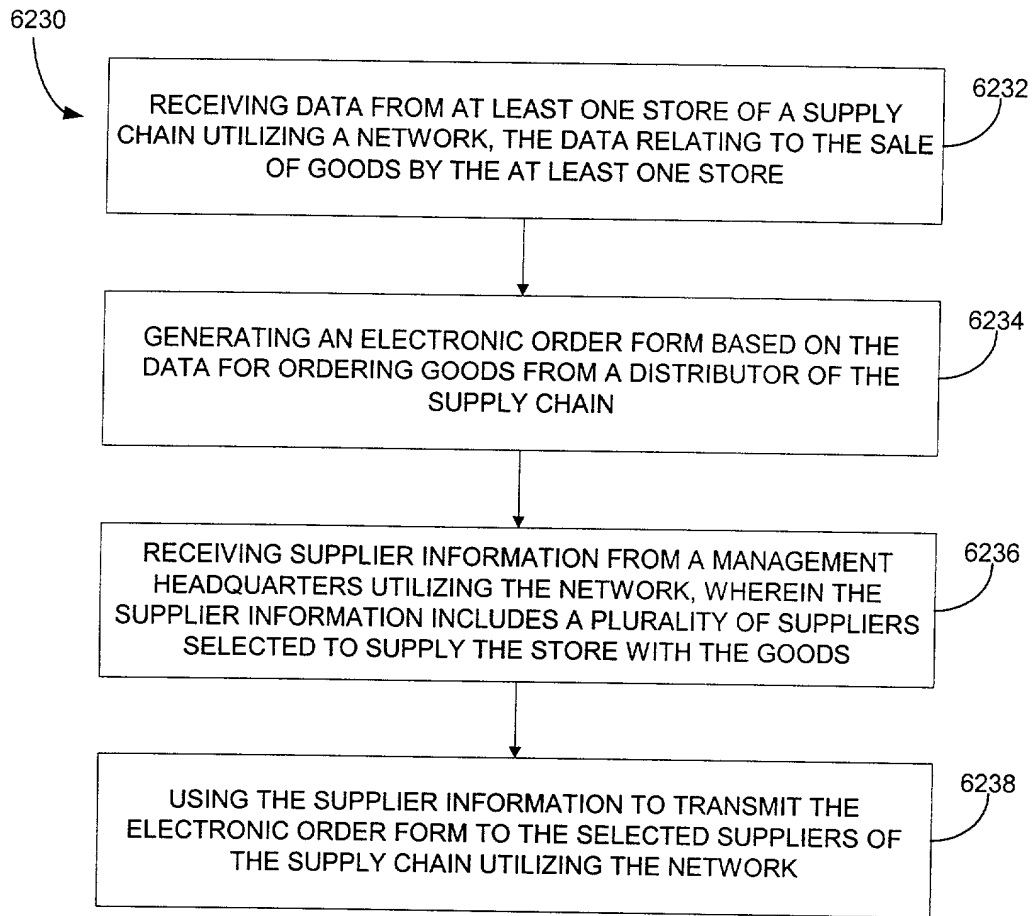 6230
6232
RECEIVING DATA FROM AT LEAST ONE STORE OF A SUPPLY
CHAIN UTILIZING A NETWORK, THE DATA RELATING TO THE SALE
OF GOODS BY THE AT LEAST ONE STORE
6234
GENERATING AN ELECTRONIC ORDER FORM BASED ON THE
DATA FOR ORDERING GOODS FROM A DISTRIBUTOR OF THE
SUPPLY CHAIN
6236
RECEIVING SUPPLIER INFORMATION FROM A MANAGEMENT
HEADQUARTERS UTILIZING THE NETWORK, WHEREIN THE
SUPPLIER INFORMATION INCLUDES A PLURALITY OF SUPPLIERS
SELECTED TO SUPPLY THE STORE WITH THE GOODS
6238
USING THE SUPPLIER INFORMATION TO TRANSMIT THE
ELECTRONIC ORDER FORM TO THE SELECTED SUPPLIERS OF
THE SUPPLY CHAIN UTILIZING THE NETWORK